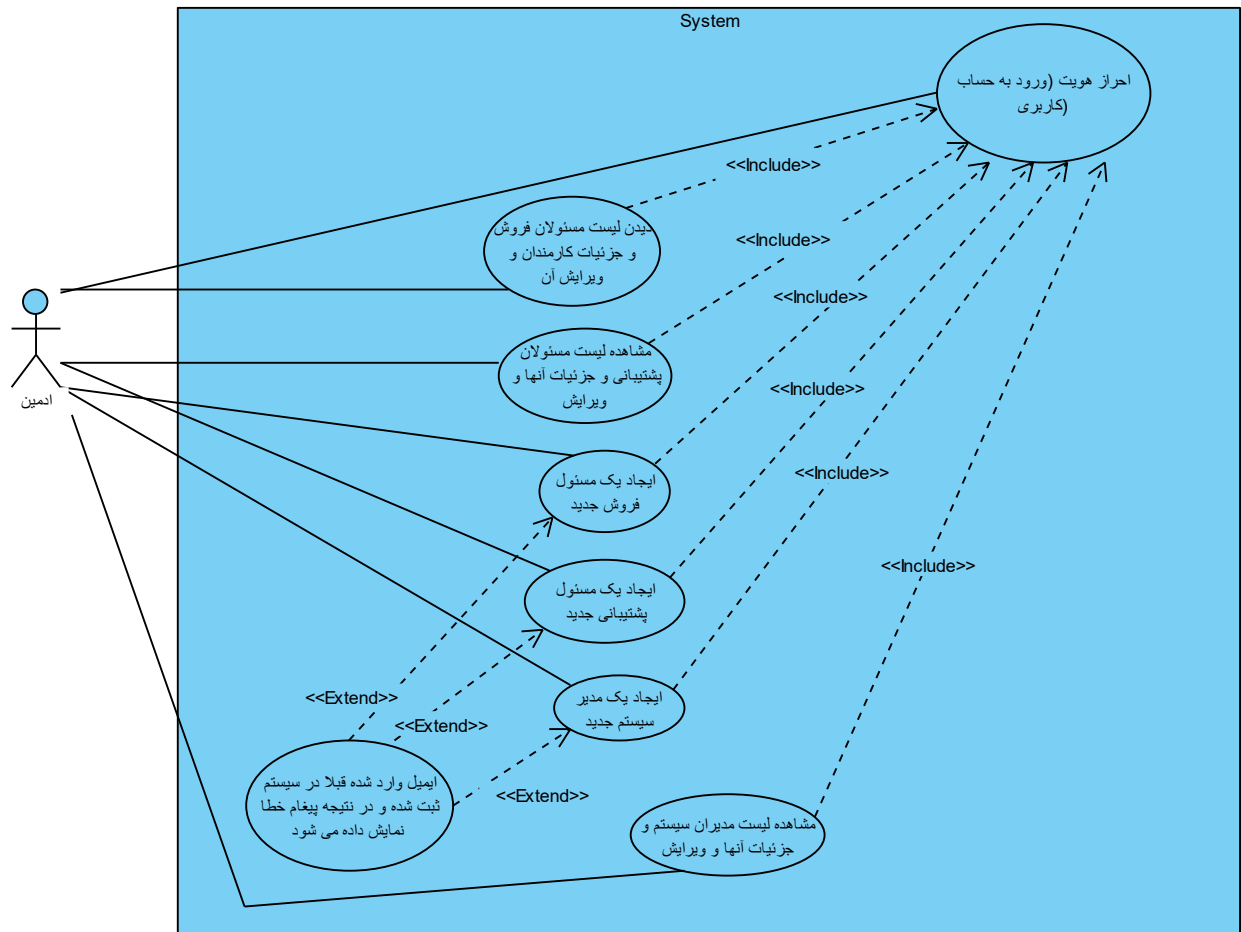 System
احراز هویت (ورود به حساب
کاربری)
<<Include>>
دیدن لیست مسئولان فروش
و جزئیات کارمندان و
ویرایش آن
<<Include>>
<<Include>>
مشاهده لیست مسئولان
پشتیبانی و جزئیات آنها و
ویرایش
<<Include>>
ادمین
ایجاد یک مسئول
فروش جدید
<<Include>>
<<Include>>
ایجاد یک مسئول
پشتیبانی جدید
<<Extend>>
ایجاد یک مدیر
سیستم جدید
<<Extend>>
<<Extend>>
ایمیل وارد شده قبلا در سیستم
ثبت شده و در نتیجه پیغام خطا
نمایش داده می شود
مشاهده لیست مدیران سیستم و
جزئیات آنها و ویرایش